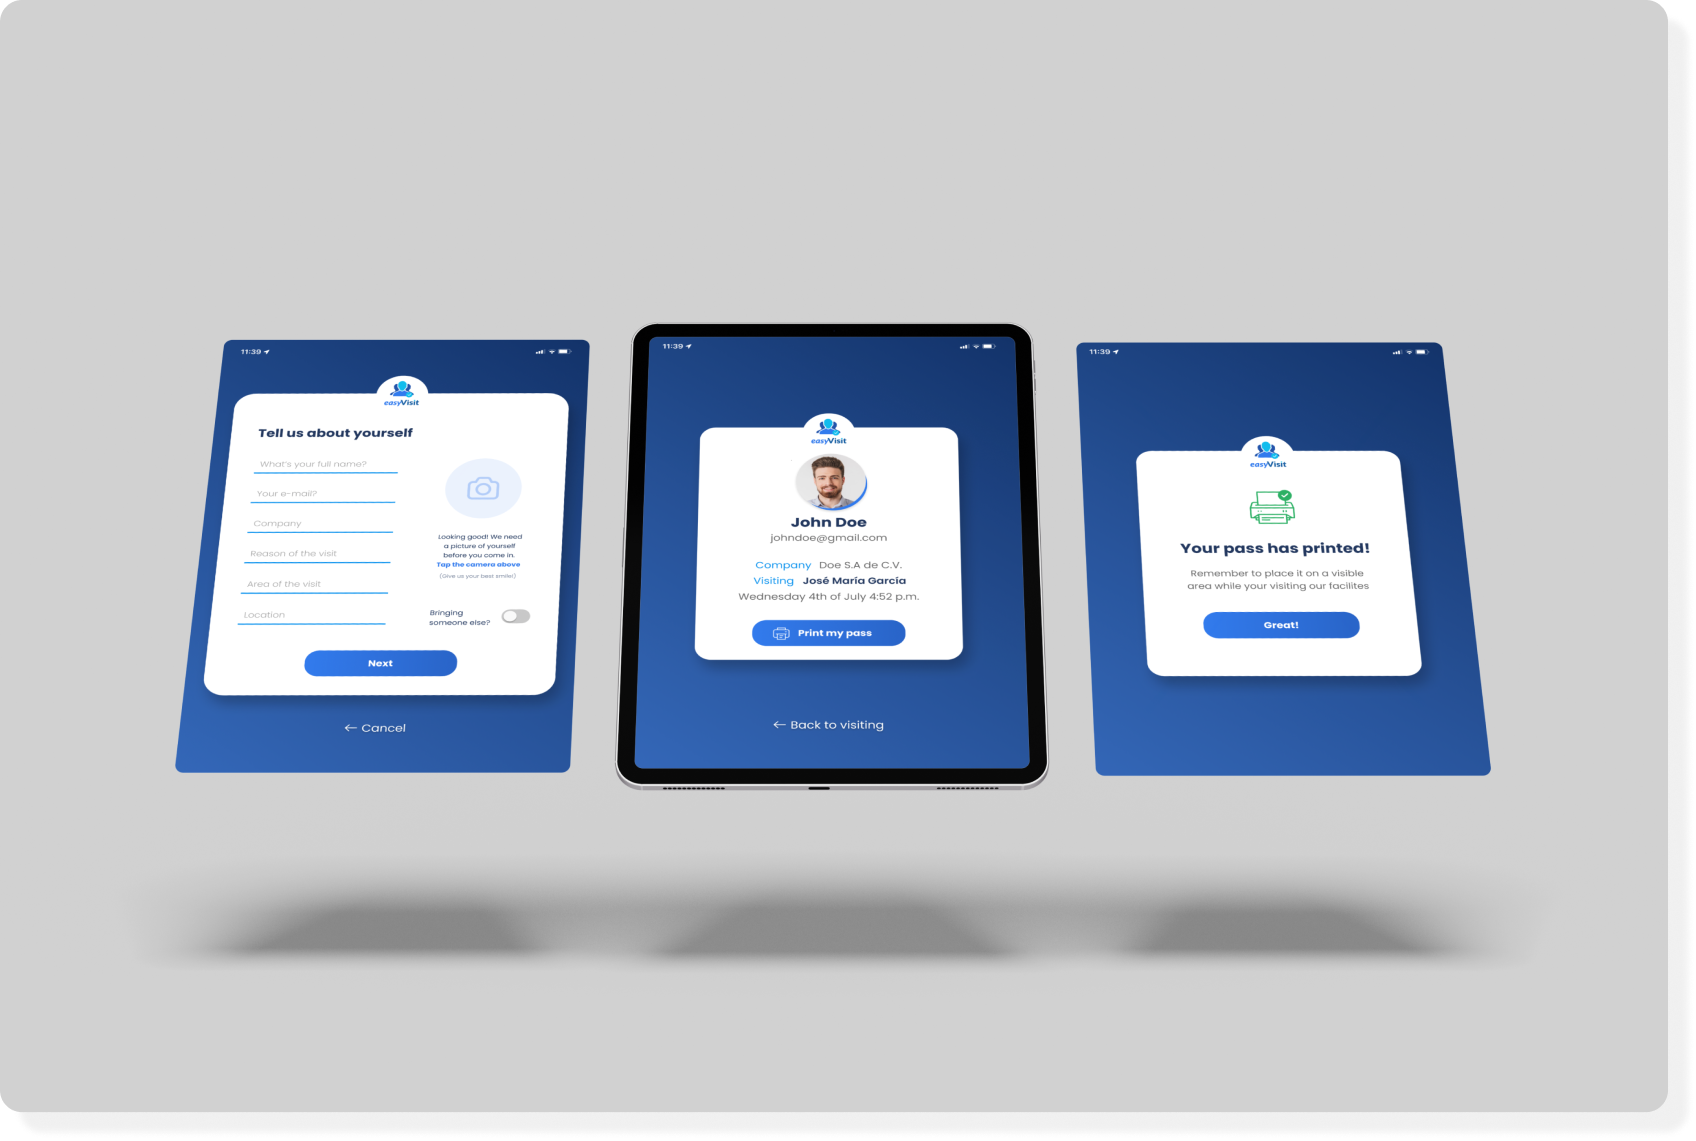 11:39
easyVisit
Tell us about yourself
What's your full name?
Your e-mail?
Company
Reason of the visit
Area of the visit
Location
Looking good! We need
a picture of yourself
before you come in.
Tap the camera above
(Give us your best smile!)
Bringing
someone else?
Next
← Cancel
11:39
easyVisit
John Doe
johndoe@gmail.com
Company Doe S.A de C.V.
Visiting José María García
Wednesday 4th of July 4:52 p.m.
Print my pass
← Back to visiting
11:39
easyVisit
Your pass has printed!
Remember to place it on a visible
area while your visiting our facilites
Great!